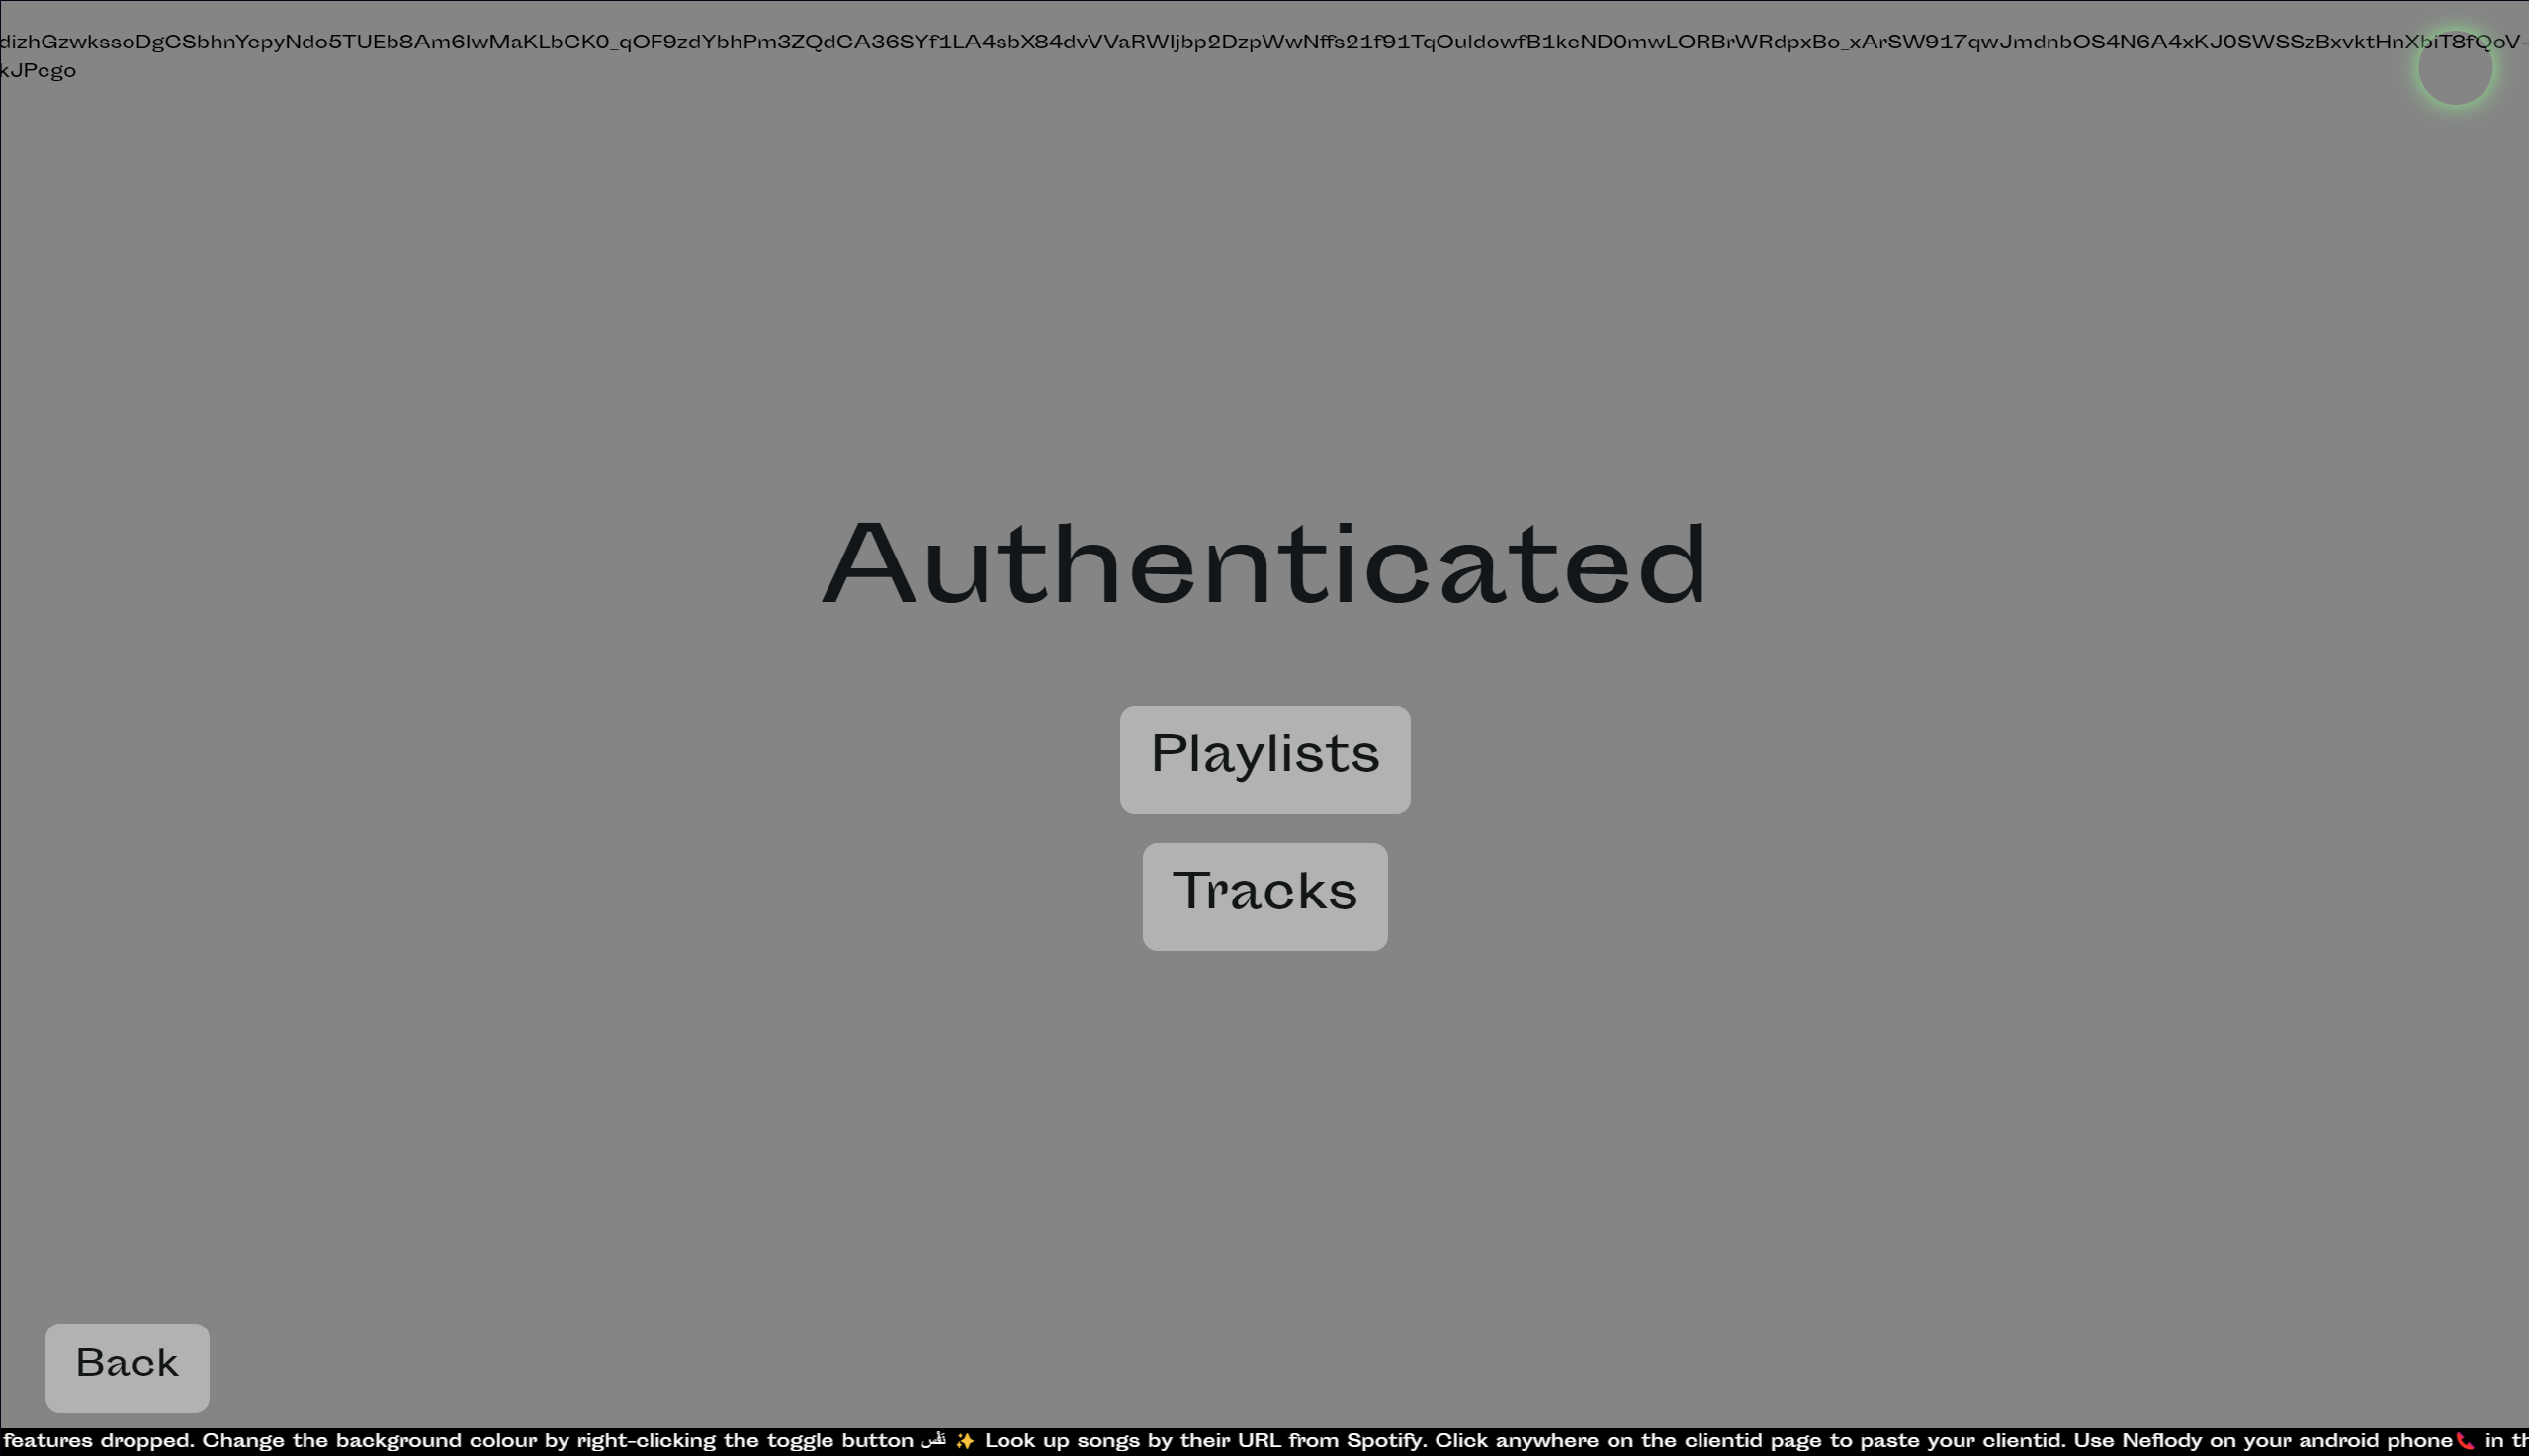 dizhGzwkssoDgCSbhnYcpyNdo5TUEb8Am6IwMaKLbCK0_qOF9zdYbhPm3ZQdCA36SYf1LA4sbX84dvVVaRWIjbp2DzpWwNffs21f91TqOuldowfB1keND0mwLORBrWRdpxBo_xArSW917qwJmdnbOS4N6A4xKJ0SWSSzBxvktHnXbiT8fQoV-
kJPcgo
Authenticated
Playlists
Tracks
Back
features dropped. Change the background colour by right-clicking the toggle button نَفْس ✨ Look up songs by their URL from Spotify. Click anywhere on the clientid page to paste your clientid. Use Neflody on your android phone📞 in th